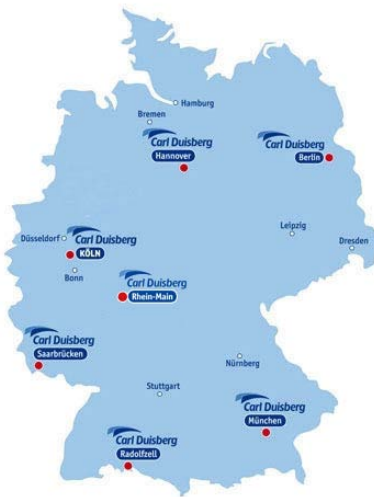 Hamburg
Bremen
Carl Duisberg
Hannover
Carl Duisberg
Berlin
Düsseldorf
Carl Duisberg
KÖLN
Bonn
Leipzig
Dresden
Carl Duisberg
Rhein-Main
Carl Duisberg
Saarbrücken
Nürnberg
Stuttgart
Carl Duisberg
München
Carl Duisberg
Radolfzell